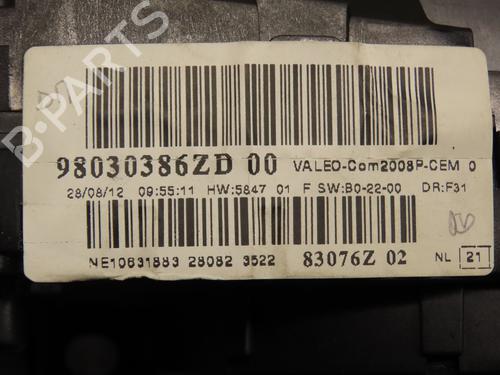 98030386ZD 00 VALEO-Com2008P-CEM 0
28/08/12 09:55:11 HW:5847 01 F SW:B0-22-00 DR:F31
NE10631883 28082 3522 83076Z 02 NL 21